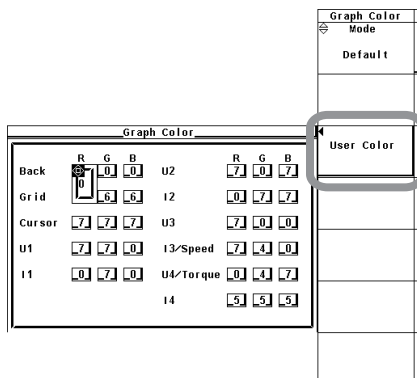 Graph Color
Mode
Default
User Color
Graph Color
R G B R G B
Back 0 0 0 U2 7 0 7
Grid 6 6 I2 0 7 7
Cursor 7 7 7 U3 7 0 0
U1 7 7 0 I3/Speed 7 4 0
I1 0 7 0 U4/Torque 0 4 7
I4 5 5 5